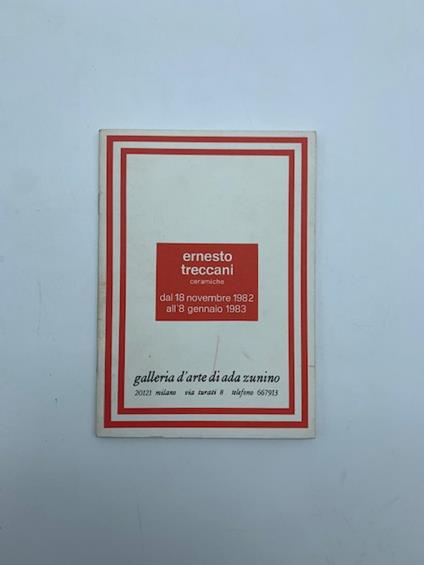 ernesto
treccani
ceramiche
dal 18 novembre 1982
all'8 gennaio 1983
galleria d'arte di ada zunino
20121 milano via turati 8 telefono 667913